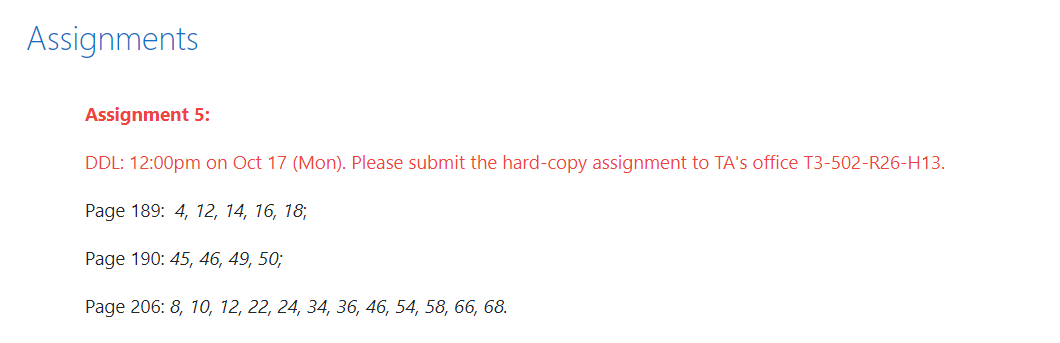 Assignments
Assignment 5:
DDL: 12:00pm on Oct 17 (Mon). Please submit the hard-copy assignment to TA's office T3-502-R26-H13.
Page 189: 4, 12, 14, 16, 18;
Page 190: 45, 46, 49, 50;
Page 206: 8, 10, 12, 22, 24, 34, 36, 46, 54, 58, 66, 68.